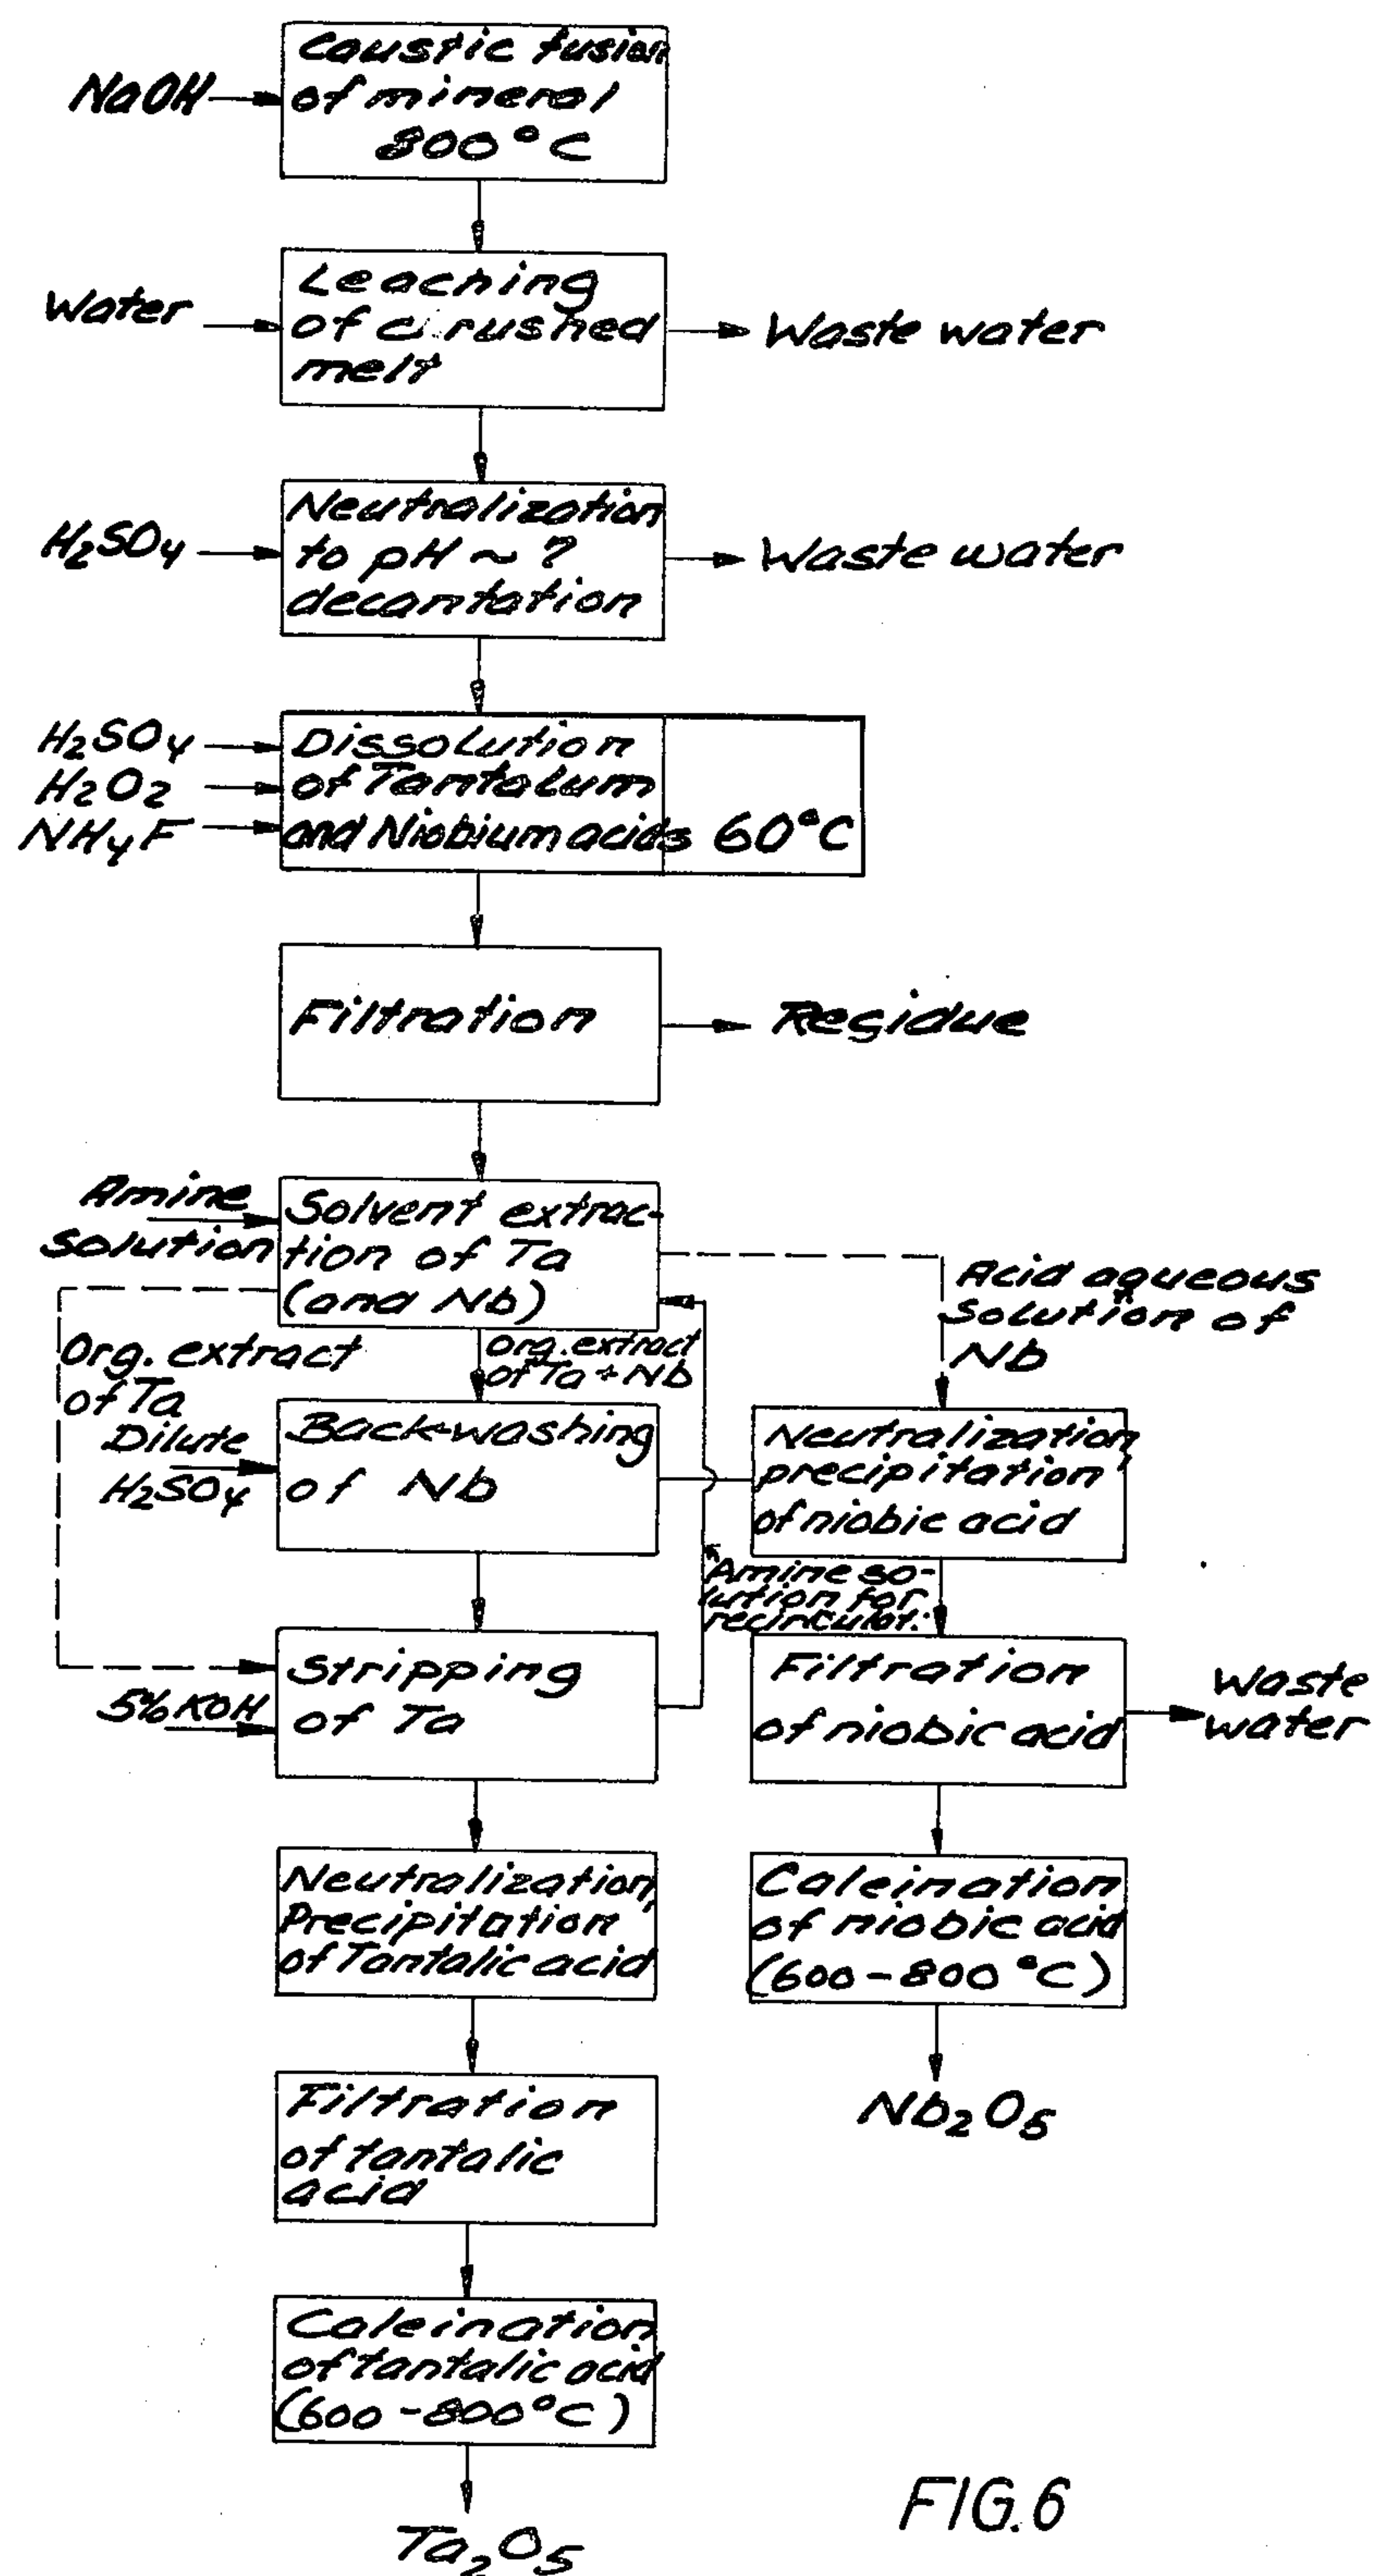 Caustic fusion
of mineral
800°C
NaOH
Leaching
of crushed
melt
Water
Waste water
Neutralization
to pH ~ ?
decantation
H₂SO₄
Waste water
H₂SO₄
H₂O₂
NH₄F
Dissolution
of Tantalum
and Niobium acids 60°C
Filtration
Residue
Amine
solution
Solvent extrac-
tion of Ta
(and Nb)
Acid aqueous
solution of
Nb
Org. extract
of Ta
Org. extract
of Ta + Nb
Dilute
H₂SO₄
Back-washing
of Nb
Neutralization,
precipitation
of niobic acid
Amine so-
lution for
recirculat.
5% KOH
Stripping
of Ta
Filtration
of niobic acid
Waste
water
Neutralization,
Precipitation
of Tantalic acid
Caleination
of niobic acid
(600-800°C)
Nb₂O₅
Filtration
of tantalic
acid
Caleination
of tantalic acid
(600-800°C)
Ta₂O₅
FIG.6